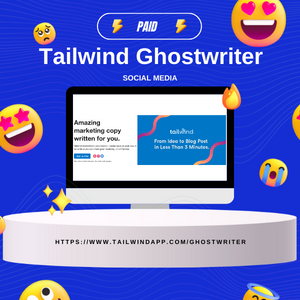 PAID
Tailwind Ghostwriter
SOCIAL MEDIA
Amazing
marketing copy
written for you.
tailwind
From Idea to Blog Post
in Less Than 3 Minutes.
HTTPS://WWW.TAILWINDAPP.COM/GHOSTWRITER